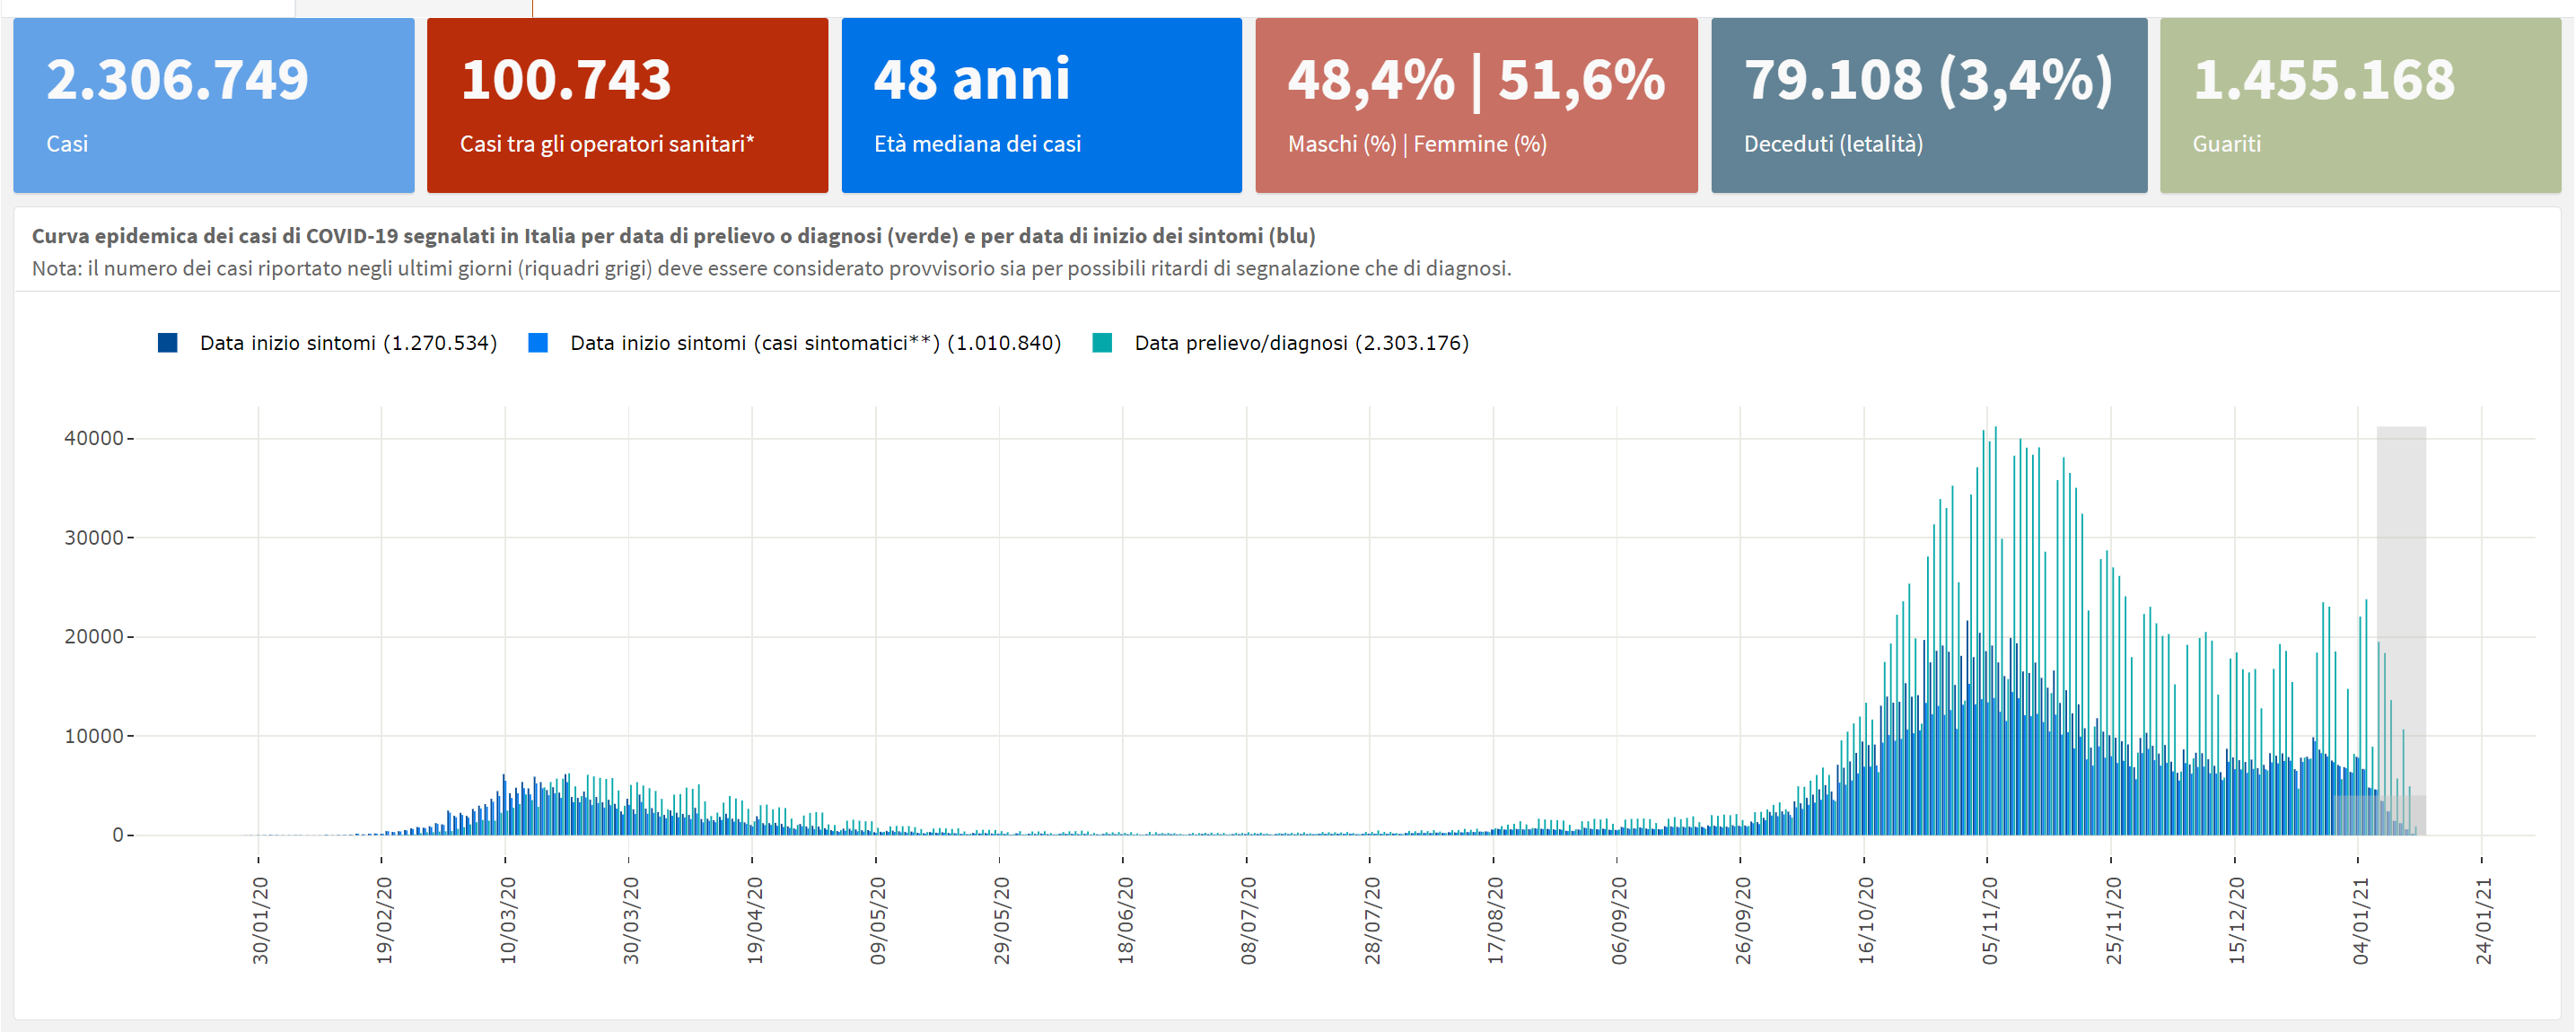 2.306.749
Casi
100.743
Casi tra gli operatori sanitari*
48 anni
Età mediana dei casi
48,4% | 51,6%
Maschi (%) | Femmine (%)
79.108 (3,4%)
Deceduti (letalità)
1.455.168
Guariti
Curva epidemica dei casi di COVID-19 segnalati in Italia per data di prelievo o diagnosi (verde) e per data di inizio dei sintomi (blu)
Nota: il numero dei casi riportato negli ultimi giorni (riquadri grigi) deve essere considerato provvisorio sia per possibili ritardi di segnalazione che di diagnosi.
Data inizio sintomi (1.270.534)
Data inizio sintomi (casi sintomatici**) (1.010.840)
Data prelievo/diagnosi (2.303.176)
40000
30000
20000
10000
0
30/01/20
19/02/20
10/03/20
30/03/20
19/04/20
09/05/20
29/05/20
18/06/20
08/07/20
28/07/20
17/08/20
06/09/20
26/09/20
16/10/20
05/11/20
25/11/20
15/12/20
04/01/21
24/01/21